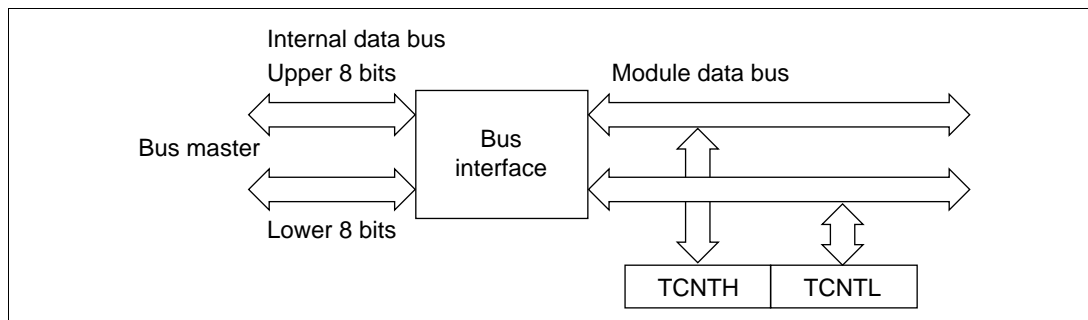 Internal data bus
Upper 8 bits
Module data bus
Bus master
Bus
interface
Lower 8 bits
TCNTH
TCNTL